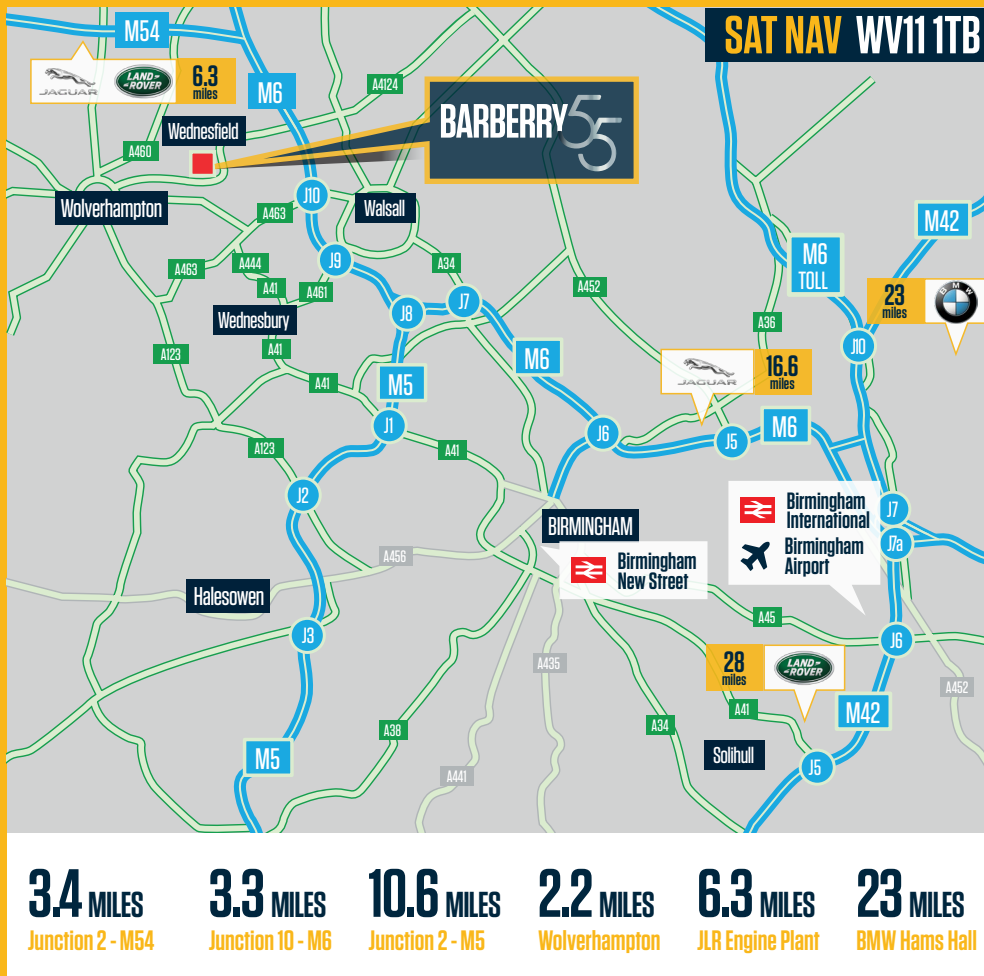 SAT NAV WV11 1TB
M54
JAGUAR
LAND-
-ROVER
6.3
miles
M6
A4124
BARBERRY 55
Wednesfield
A460
Wolverhampton
J10
Walsall
A463
M42
M6
TOLL
A463
A444
J9
A34
A41
A461
A452
23
miles
BMW
Wednesbury
J8
J7
A36
A123
A41
J10
M6
JAGUAR
16.6
miles
A41
M5
J1
J6
J5
M6
A123
A41
J2
Birmingham
International
Birmingham
Airport
J7
J7a
BIRMINGHAM
A456
Birmingham
New Street
Halesowen
A45
J3
J6
A435
28
miles
LAND-
-ROVER
A452
A41
M42
A38
A34
Solihull
M5
A441
J5
3.4 MILES
Junction 2 - M54
3.3 MILES
Junction 10 - M6
10.6 MILES
Junction 2 - M5
2.2 MILES
Wolverhampton
6.3 MILES
JLR Engine Plant
23 MILES
BMW Hams Hall